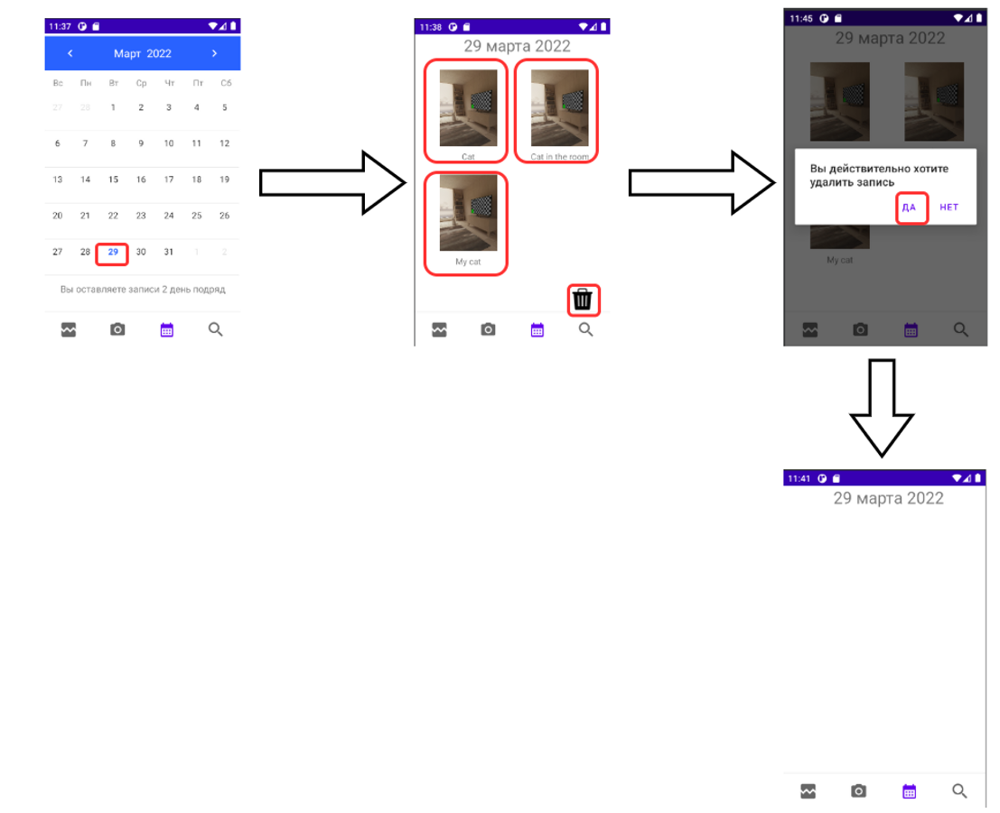 11:37
Март 2022
Вс Пн Вт Ср Чт Пт Сб
27 28 1 2 3 4 5
6 7 8 9 10 11 12
13 14 15 16 17 18 19
20 21 22 23 24 25 26
27 28 29 30 31 1 2
Вы оставляете записи 2 день подряд
11:38
29 марта 2022
Cat
Cat in the room
My cat
11:45
29 марта 2022
Вы действительно хотите
удалить запись
ДА НЕТ
My cat
11:41
29 марта 2022